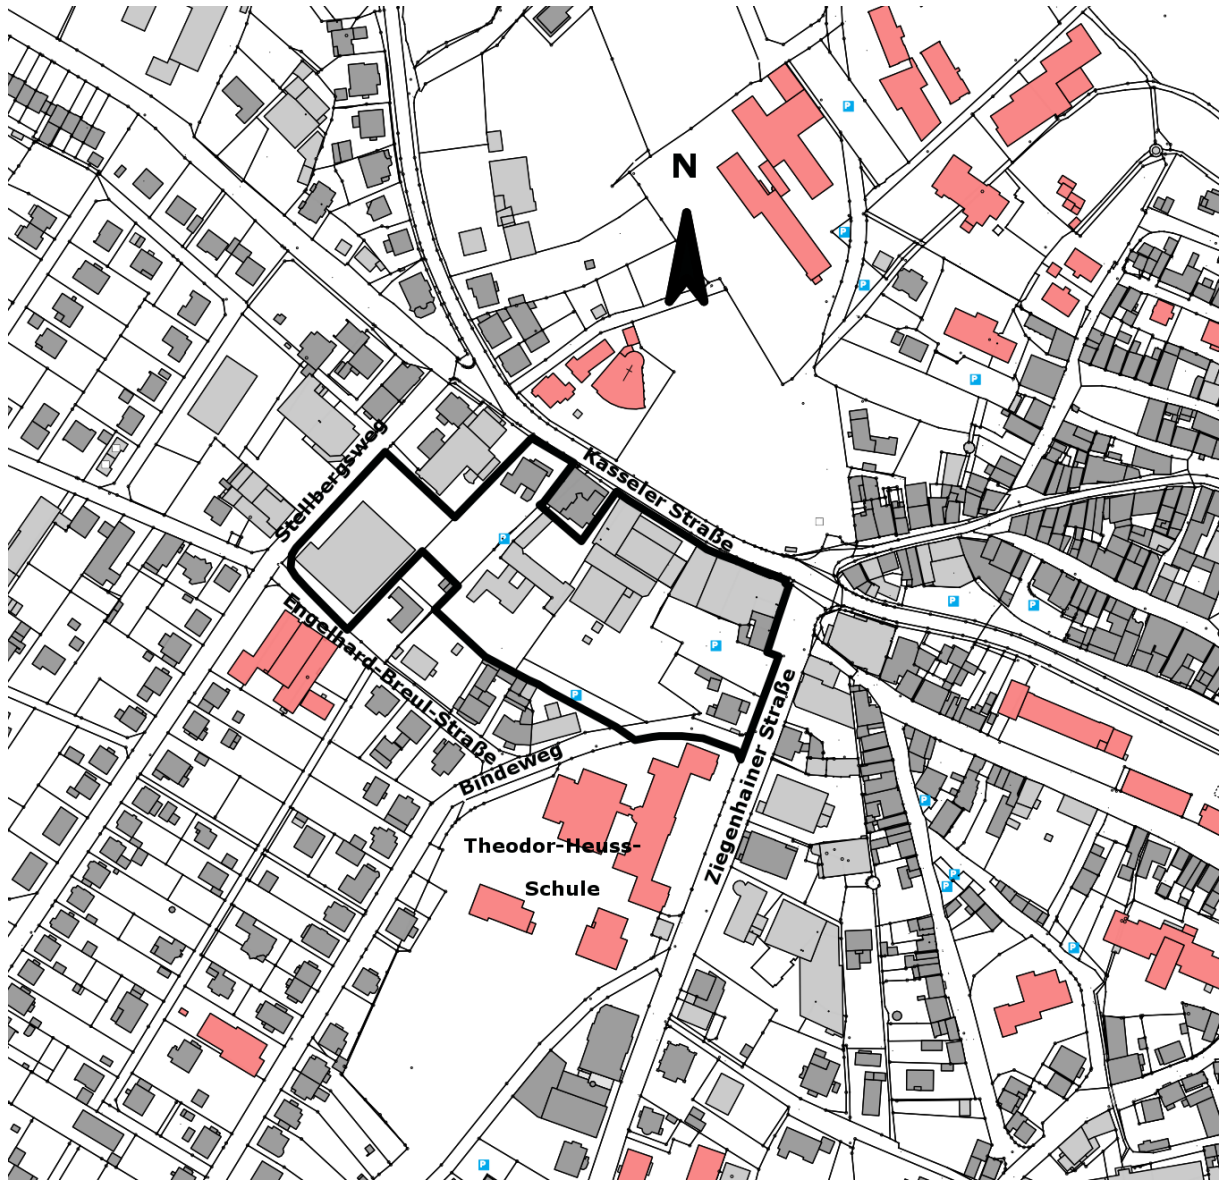 N
Kasseler Straße
Stellbergsweg
Engelhard-Breul-Straße
Bindeweg
Ziegenhainer Straße
Theodor-Heuss-
Schule
P
P
P
P
P
P
P
P
P
P
P
P
P
P